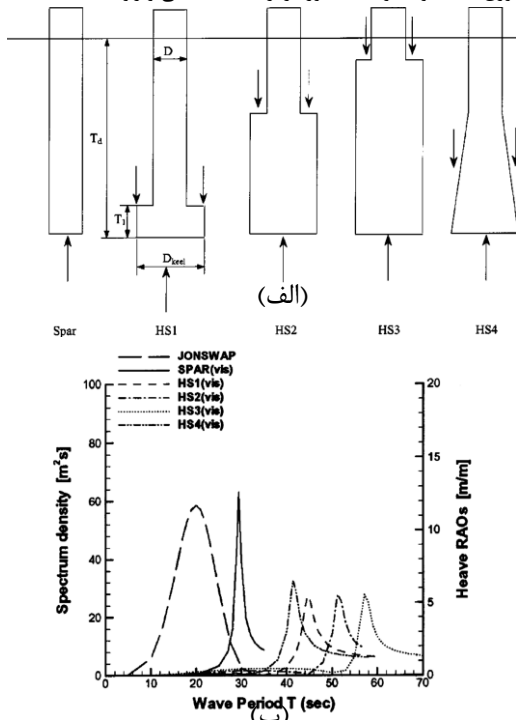 D
T_d
T_1
D_keel
(الف)
Spar HS1 HS2 HS3 HS4
JONSWAP
SPAR(vis)
HS1(vis)
HS2(vis)
HS3(vis)
HS4(vis)
100 20
80
15
60
10
40
5
20
0 0
0 10 20 30 40 50 60 70
Spectrum density [m²s]
Heave RAOs [m/m]
Wave Period T (sec)
(ب)